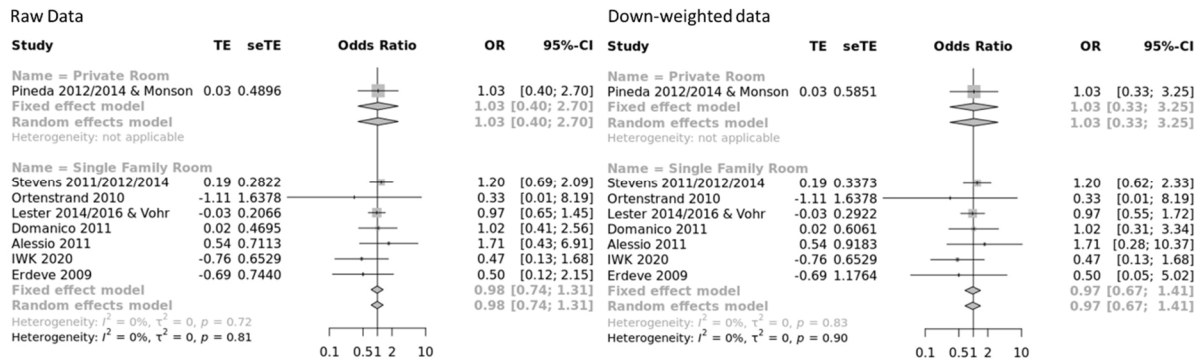 Raw Data
Study TE seTE Odds Ratio OR 95%-CI
Name = Private Room
Pineda 2012/2014 & Monson 0.03 0.4896 1.03 [0.40; 2.70]
Fixed effect model 1.03 [0.40; 2.70]
Random effects model 1.03 [0.40; 2.70]
Heterogeneity: not applicable
Name = Single Family Room
Stevens 2011/2012/2014 0.19 0.2822 1.20 [0.69; 2.09]
Ortenstrand 2010 -1.11 1.6378 0.33 [0.01; 8.19]
Lester 2014/2016 & Vohr -0.03 0.2066 0.97 [0.65; 1.45]
Domanico 2011 0.02 0.4695 1.02 [0.41; 2.56]
Alessio 2011 0.54 0.7113 1.71 [0.43; 6.91]
IWK 2020 -0.76 0.6529 0.47 [0.13; 1.68]
Erdeve 2009 -0.69 0.7440 0.50 [0.12; 2.15]
Fixed effect model 0.98 [0.74; 1.31]
Random effects model 0.98 [0.74; 1.31]
Heterogeneity: I² = 0%, τ² = 0, p = 0.72
Heterogeneity: I² = 0%, τ² = 0, p = 0.81
0.1 0.51 2 10
Down-weighted data
Study TE seTE Odds Ratio OR 95%-CI
Name = Private Room
Pineda 2012/2014 & Monson 0.03 0.5851 1.03 [0.33; 3.25]
Fixed effect model 1.03 [0.33; 3.25]
Random effects model 1.03 [0.33; 3.25]
Heterogeneity: not applicable
Name = Single Family Room
Stevens 2011/2012/2014 0.19 0.3373 1.20 [0.62; 2.33]
Ortenstrand 2010 -1.11 1.6378 0.33 [0.01; 8.19]
Lester 2014/2016 & Vohr -0.03 0.2922 0.97 [0.55; 1.72]
Domanico 2011 0.02 0.6061 1.02 [0.31; 3.34]
Alessio 2011 0.54 0.9183 1.71 [0.28; 10.37]
IWK 2020 -0.76 0.6529 0.47 [0.13; 1.68]
Erdeve 2009 -0.69 1.1764 0.50 [0.05; 5.02]
Fixed effect model 0.97 [0.67; 1.41]
Random effects model 0.97 [0.67; 1.41]
Heterogeneity: I² = 0%, τ² = 0, p = 0.83
Heterogeneity: I² = 0%, τ² = 0, p = 0.90
0.1 0.51 2 10